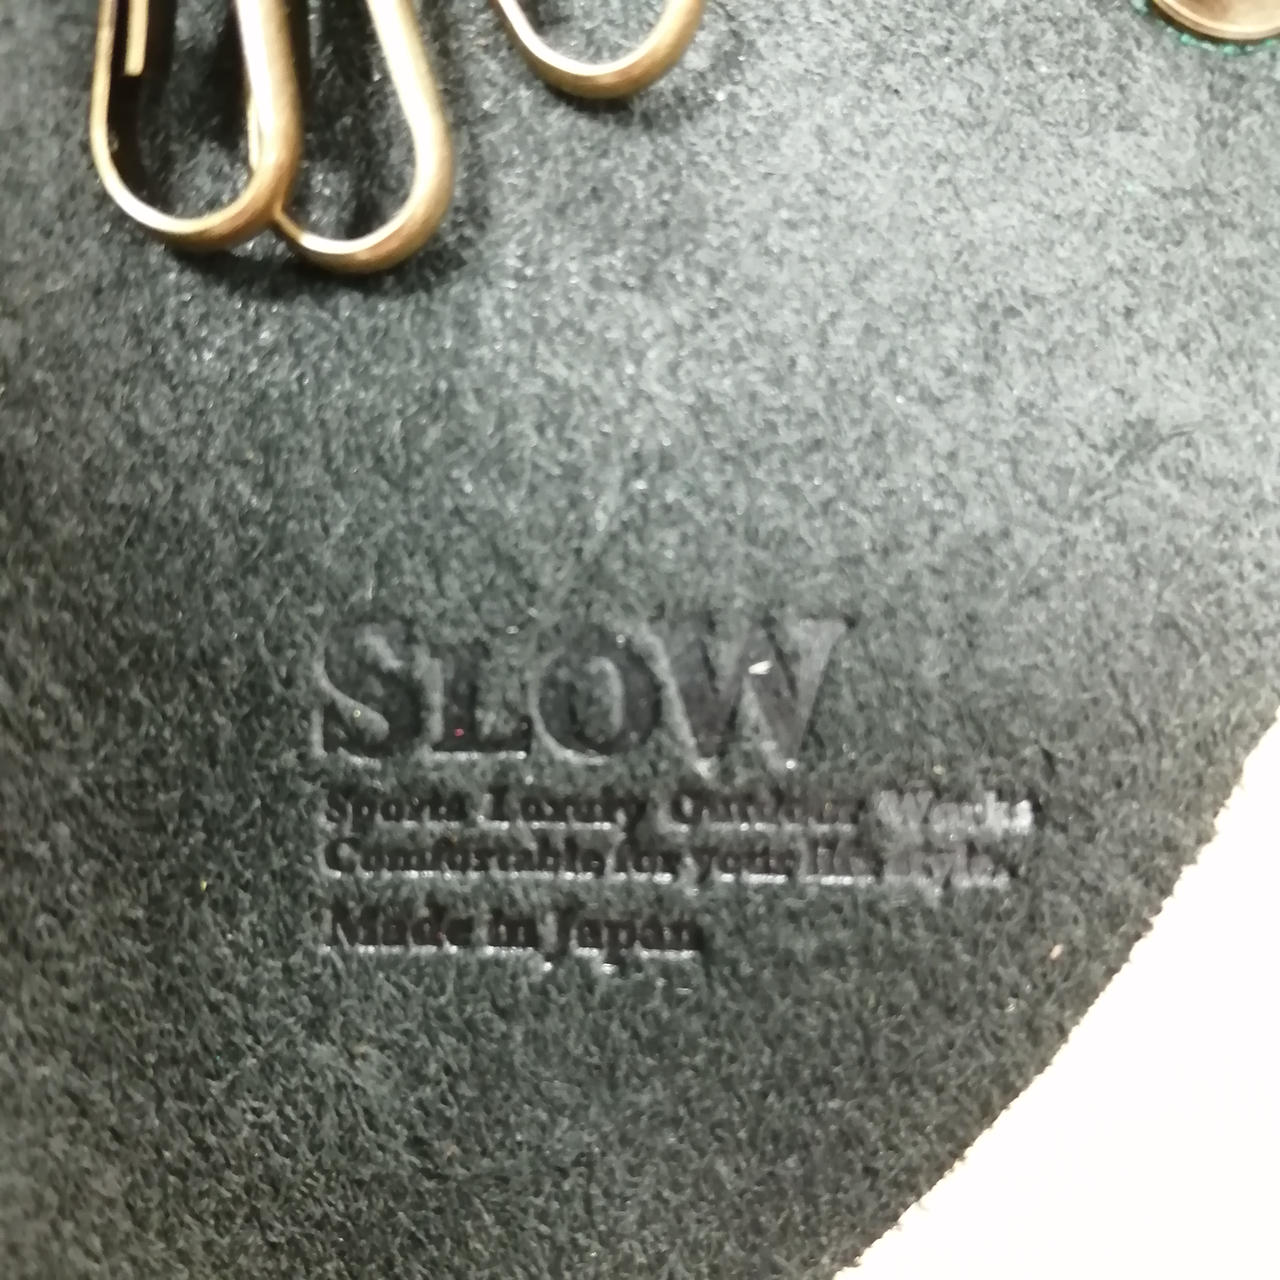 SLOW
Sports Luxury Outdoor Works
Comfortable for your life style.
Made in Japan